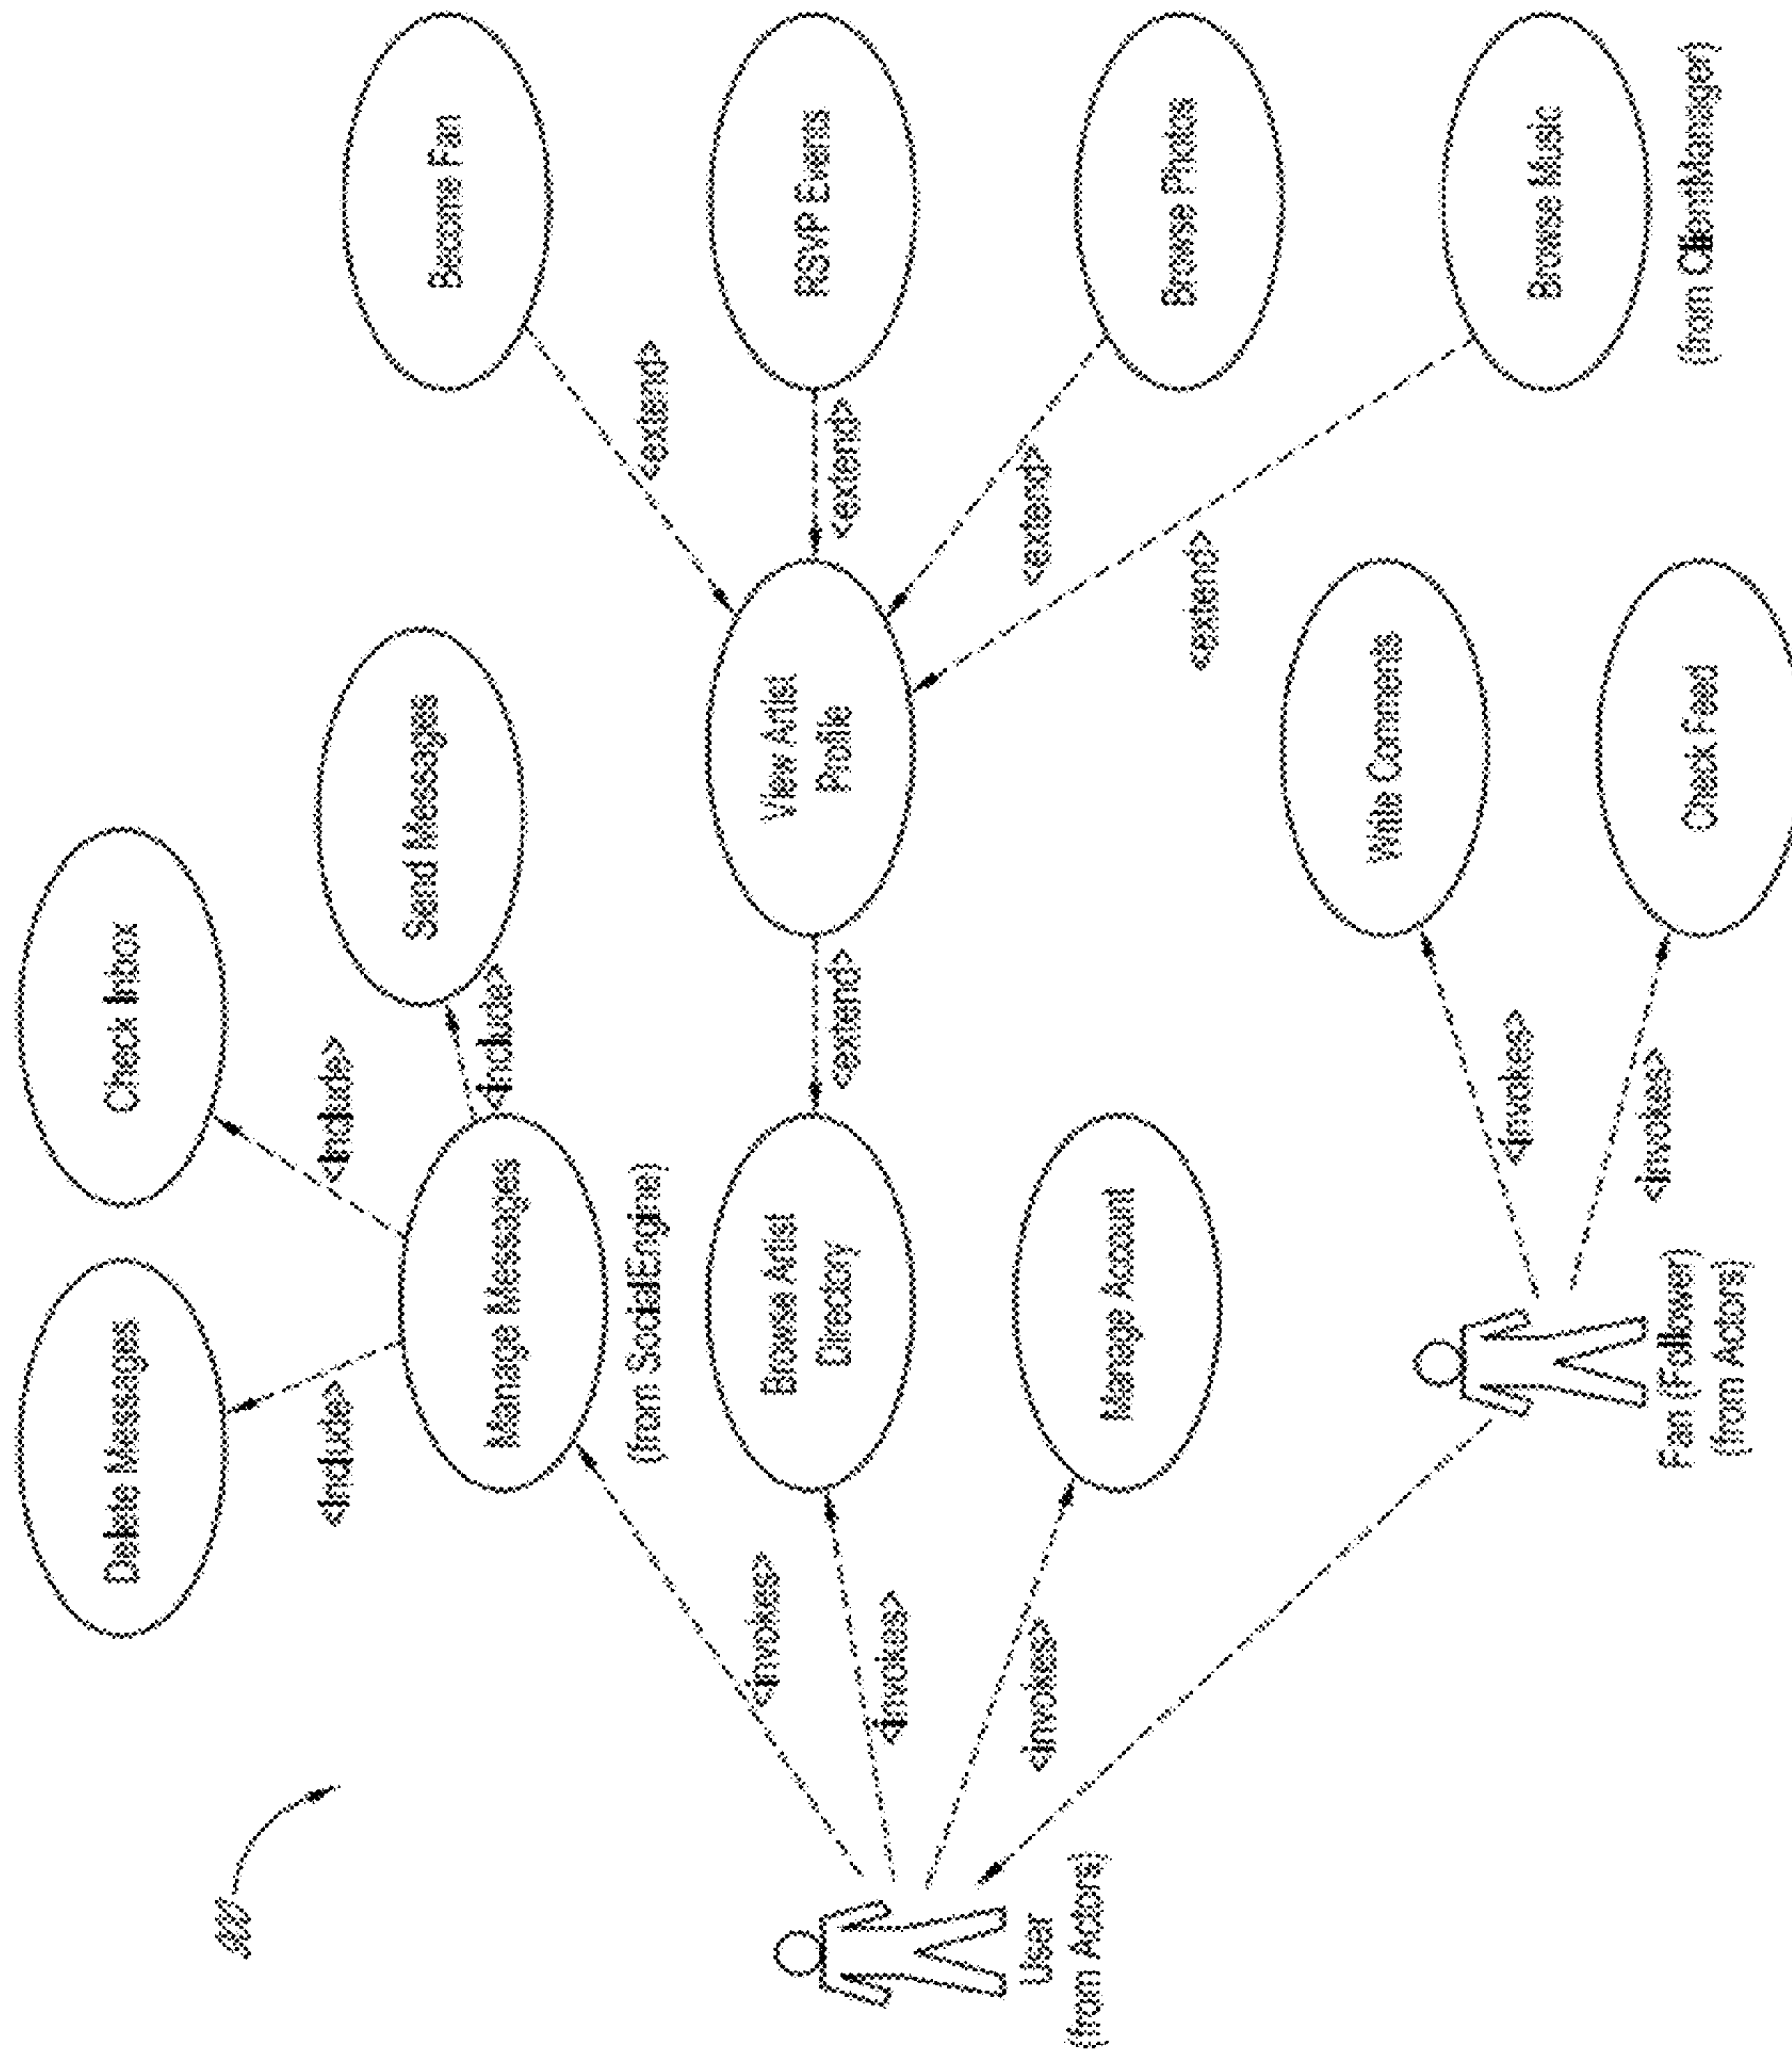 Delete Messages
Check Inbox
<include>
<include>
Send Messages
<include>
Manage Messages
(from SocialEngine)
Become Fan
<extend>
RSVP Events
<extend>
<invokes>
Browse Artist
Directory
<extend>
View Artist
Profile
<invokes>
<extend>
Browse Photos
<invokes>
Manage Account
<extend>
Browse Music
(from ClientManager)
User
(from Actors)
<invokes>
Write Comments
<invokes>
Check Feed
Fan (Follower)
(from Actors)